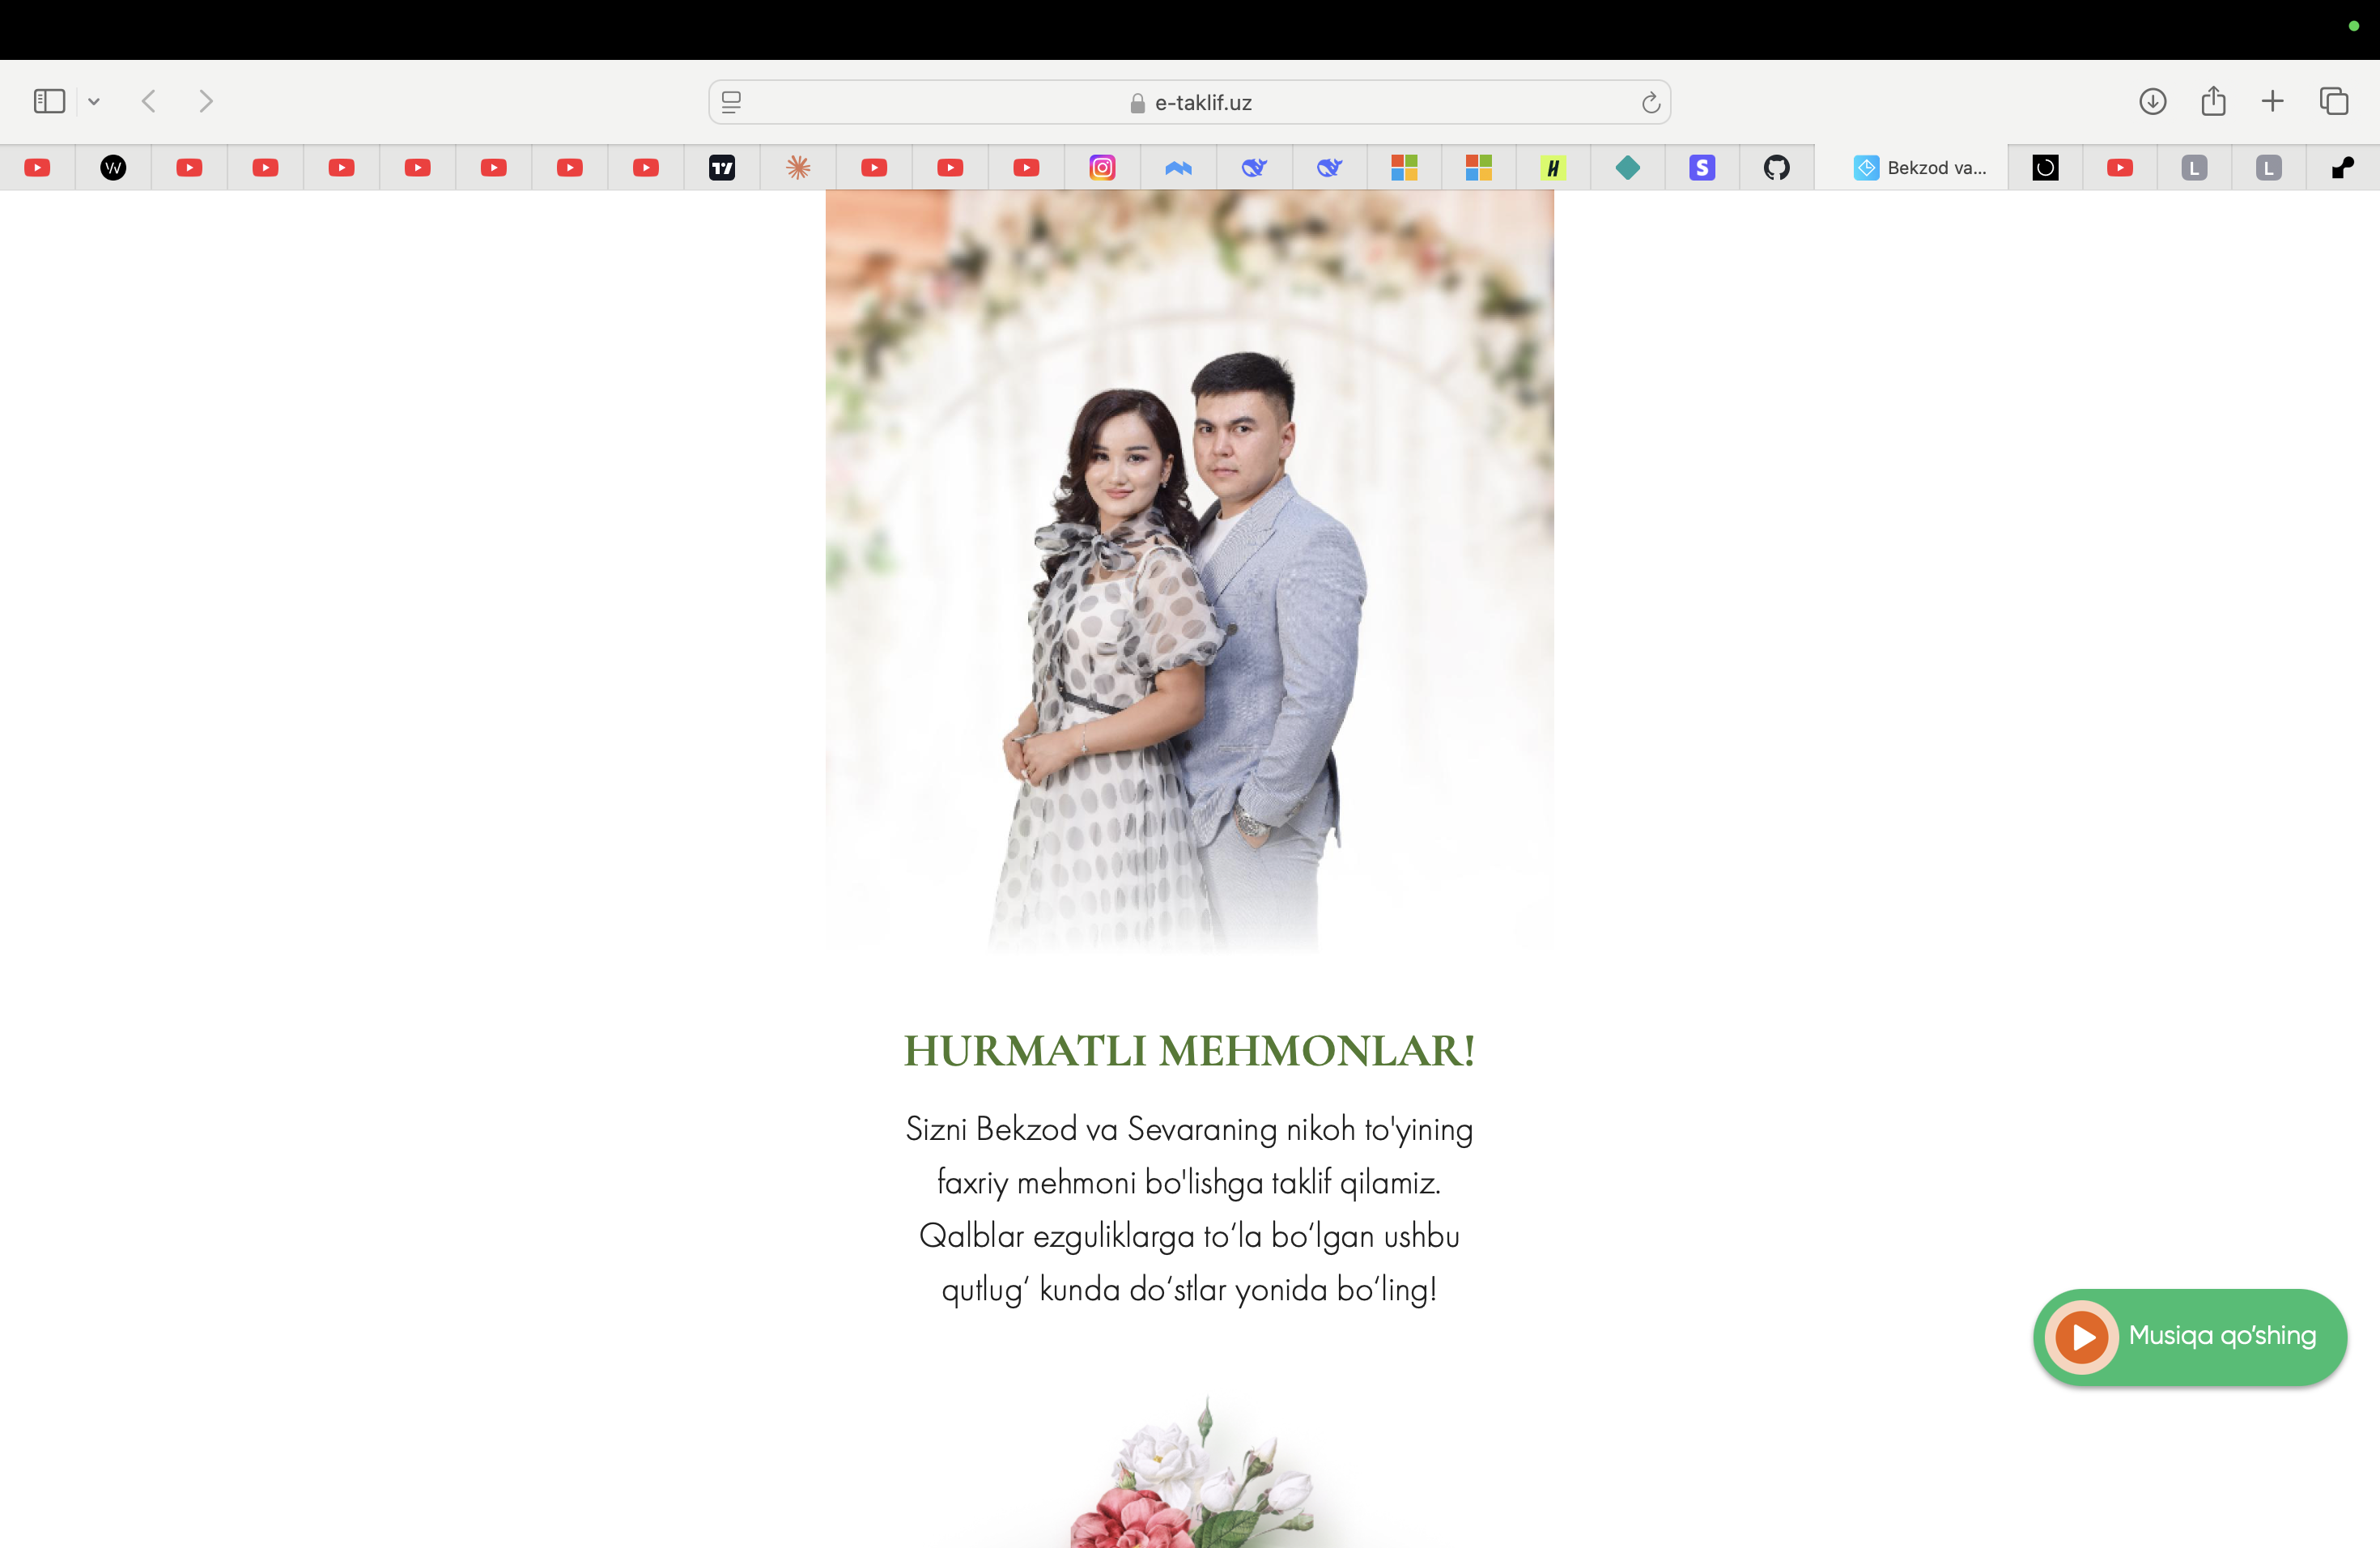 e-taklif.uz
Bekzod va...
HURMATLI MEHMONLAR!
Sizni Bekzod va Sevaraning nikoh to'yining
faxriy mehmoni bo'lishga taklif qilamiz.
Qalblar ezguliklarga to‘la bo‘lgan ushbu
qutlug‘ kunda do‘stlar yonida bo‘ling!
Musiqa qo‘shing